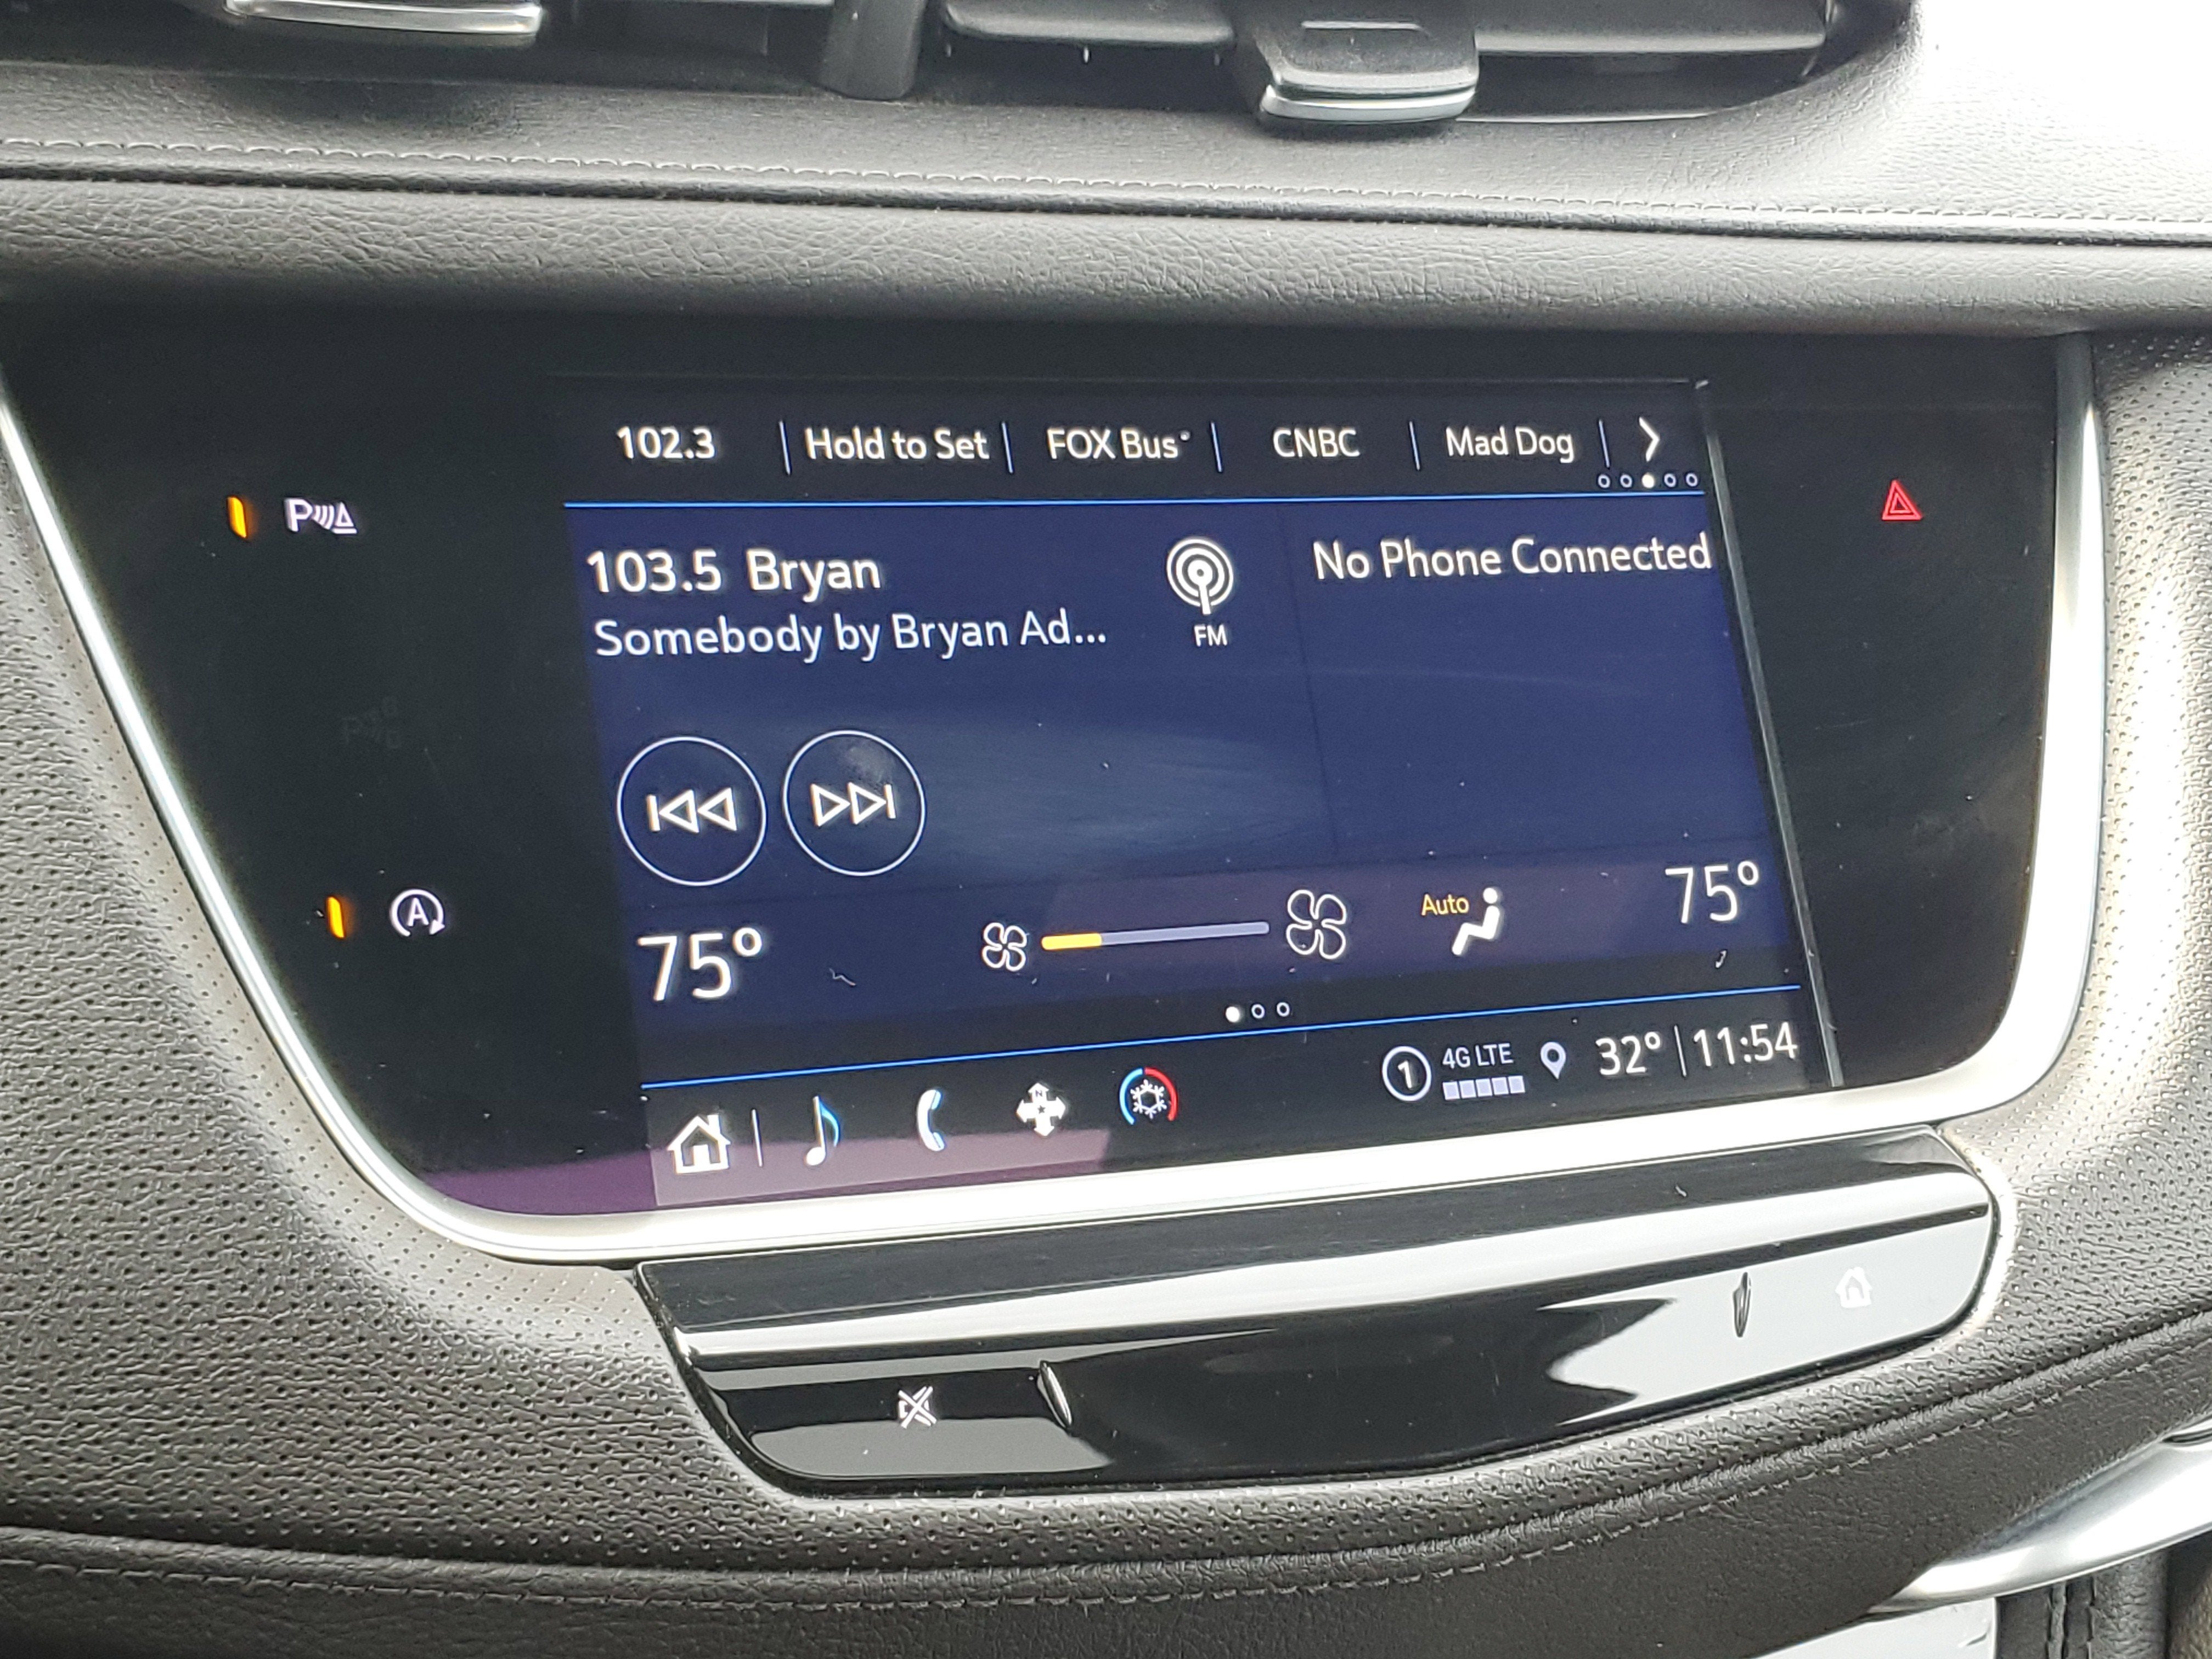 102.3 | Hold to Set | FOX Bus | CNBC | Mad Dog
103.5 Bryan
Somebody by Bryan Ad...
FM
No Phone Connected
P
A
75°
Auto
75°
N
1 4G LTE 32° | 11:54